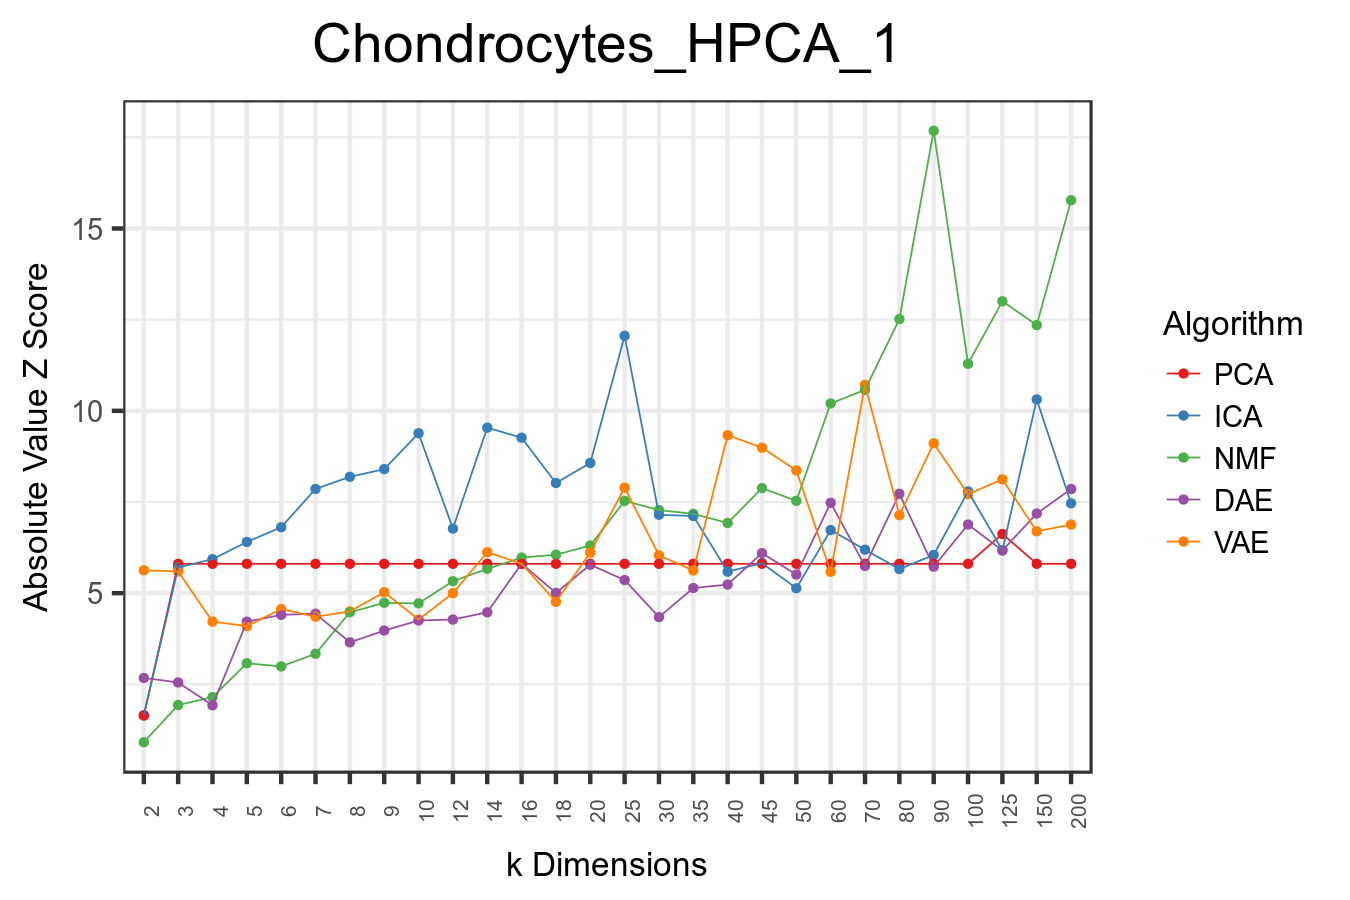 Chondrocytes_HPCA_1
Absolute Value Z Score
15
10
5
2 3 4 5 6 7 8 9 10 12 14 16 18 20 25 30 35 40 45 50 60 70 80 90 100 125 150 200
k Dimensions
Algorithm
PCA
ICA
NMF
DAE
VAE